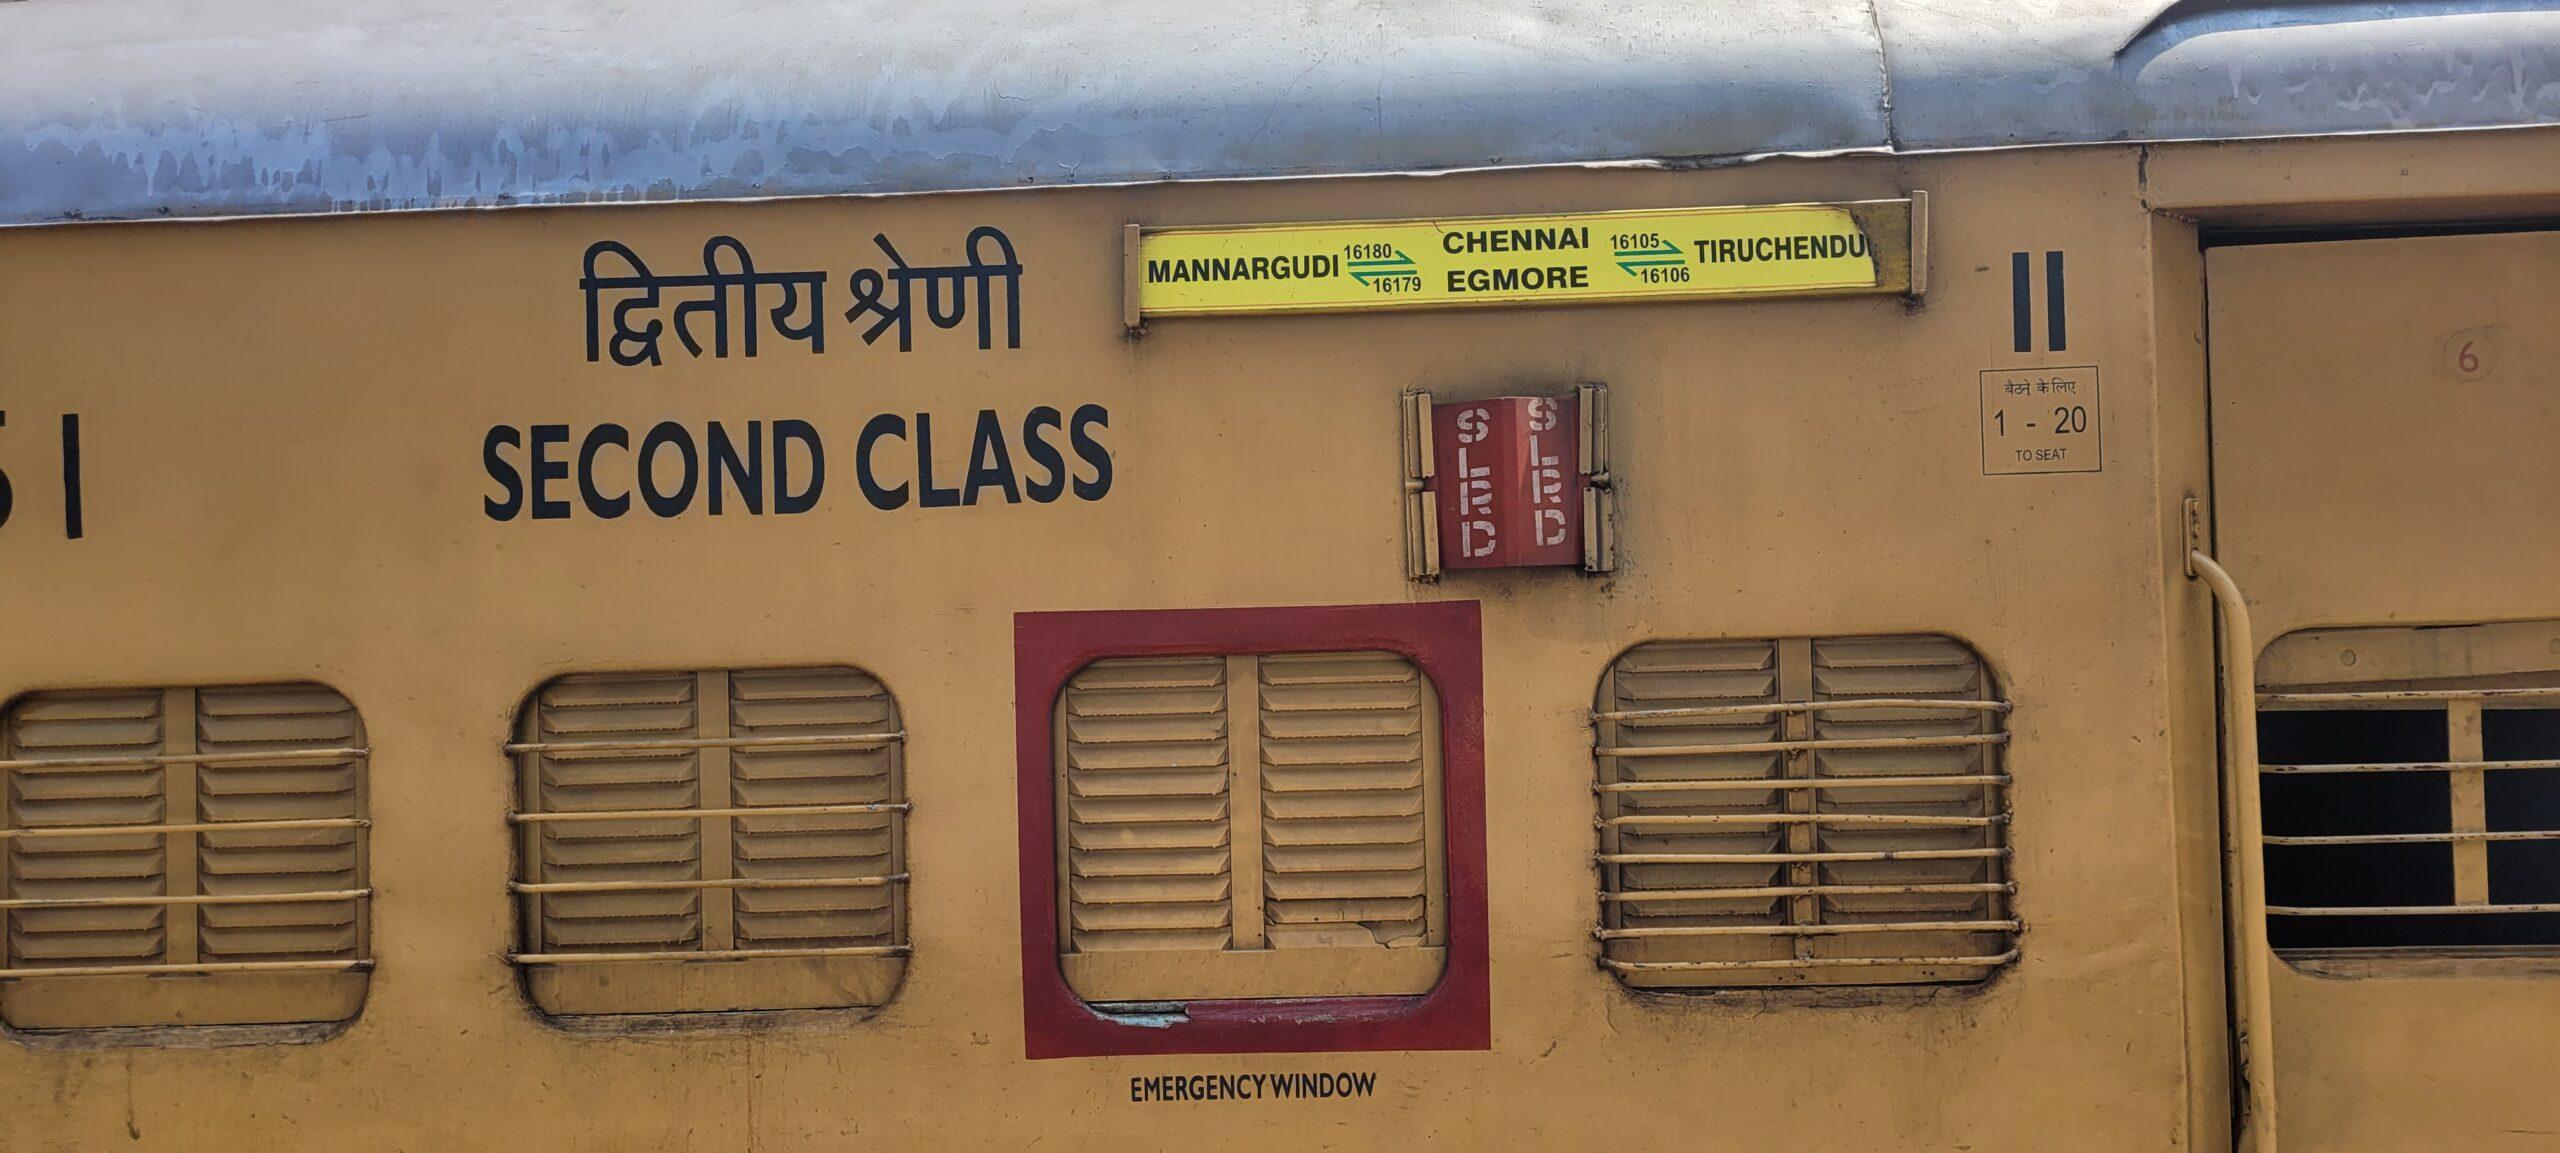 द्वितीय श्रेणी
SECOND CLASS
MANNARGUDI 16180 16179 CHENNAI EGMORE 16105 16106 TIRUCHENDU
SLRD SLRD
II
बैठने के लिए
1 - 20
TO SEAT
6
EMERGENCY WINDOW